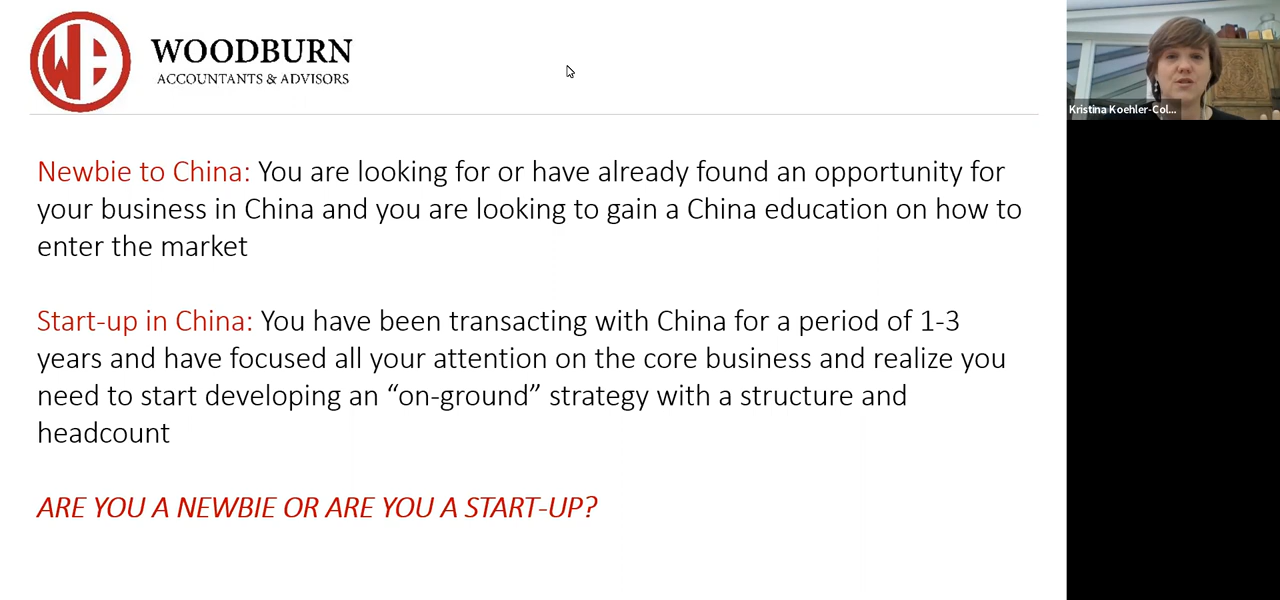 WOODBURN
ACCOUNTANTS & ADVISORS
Kristina Koehler-Col...
Newbie to China: You are looking for or have already found an opportunity for
your business in China and you are looking to gain a China education on how to
enter the market
Start-up in China: You have been transacting with China for a period of 1-3
years and have focused all your attention on the core business and realize you
need to start developing an “on-ground” strategy with a structure and
headcount
ARE YOU A NEWBIE OR ARE YOU A START-UP?